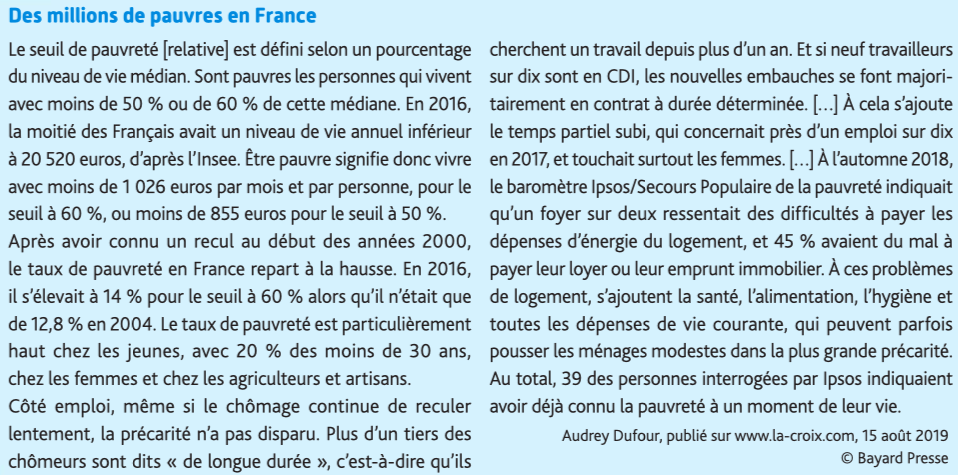 Des millions de pauvres en France
Le seuil de pauvreté [relative] est défini selon un pourcentage
du niveau de vie médian. Sont pauvres les personnes qui vivent
avec moins de 50 % ou de 60 % de cette médiane. En 2016,
la moitié des Français avait un niveau de vie annuel inférieur
à 20 520 euros, d'après l'Insee. Être pauvre signifie donc vivre
avec moins de 1 026 euros par mois et par personne, pour le
seuil à 60 %, ou moins de 855 euros pour le seuil à 50 %.
Après avoir connu un recul au début des années 2000,
le taux de pauvreté en France repart à la hausse. En 2016,
il s'élevait à 14 % pour le seuil à 60 % alors qu'il n'était que
de 12,8 % en 2004. Le taux de pauvreté est particulièrement
haut chez les jeunes, avec 20 % des moins de 30 ans,
chez les femmes et chez les agriculteurs et artisans.
Côté emploi, même si le chômage continue de reculer
lentement, la précarité n'a pas disparu. Plus d'un tiers des
chômeurs sont dits « de longue durée », c'est-à-dire qu'ils
cherchent un travail depuis plus d'un an. Et si neuf travailleurs
sur dix sont en CDI, les nouvelles embauches se font majori-
tairement en contrat à durée déterminée. […] À cela s'ajoute
le temps partiel subi, qui concernait près d'un emploi sur dix
en 2017, et touchait surtout les femmes. […] À l'automne 2018,
le baromètre Ipsos/Secours Populaire de la pauvreté indiquait
qu'un foyer sur deux ressentait des difficultés à payer les
dépenses d'énergie du logement, et 45 % avaient du mal à
payer leur loyer ou leur emprunt immobilier. À ces problèmes
de logement, s'ajoutent la santé, l'alimentation, l'hygiène et
toutes les dépenses de vie courante, qui peuvent parfois
pousser les ménages modestes dans la plus grande précarité.
Au total, 39 des personnes interrogées par Ipsos indiquaient
avoir déjà connu la pauvreté à un moment de leur vie.
Audrey Dufour, publié sur www.la-croix.com, 15 août 2019
© Bayard Presse